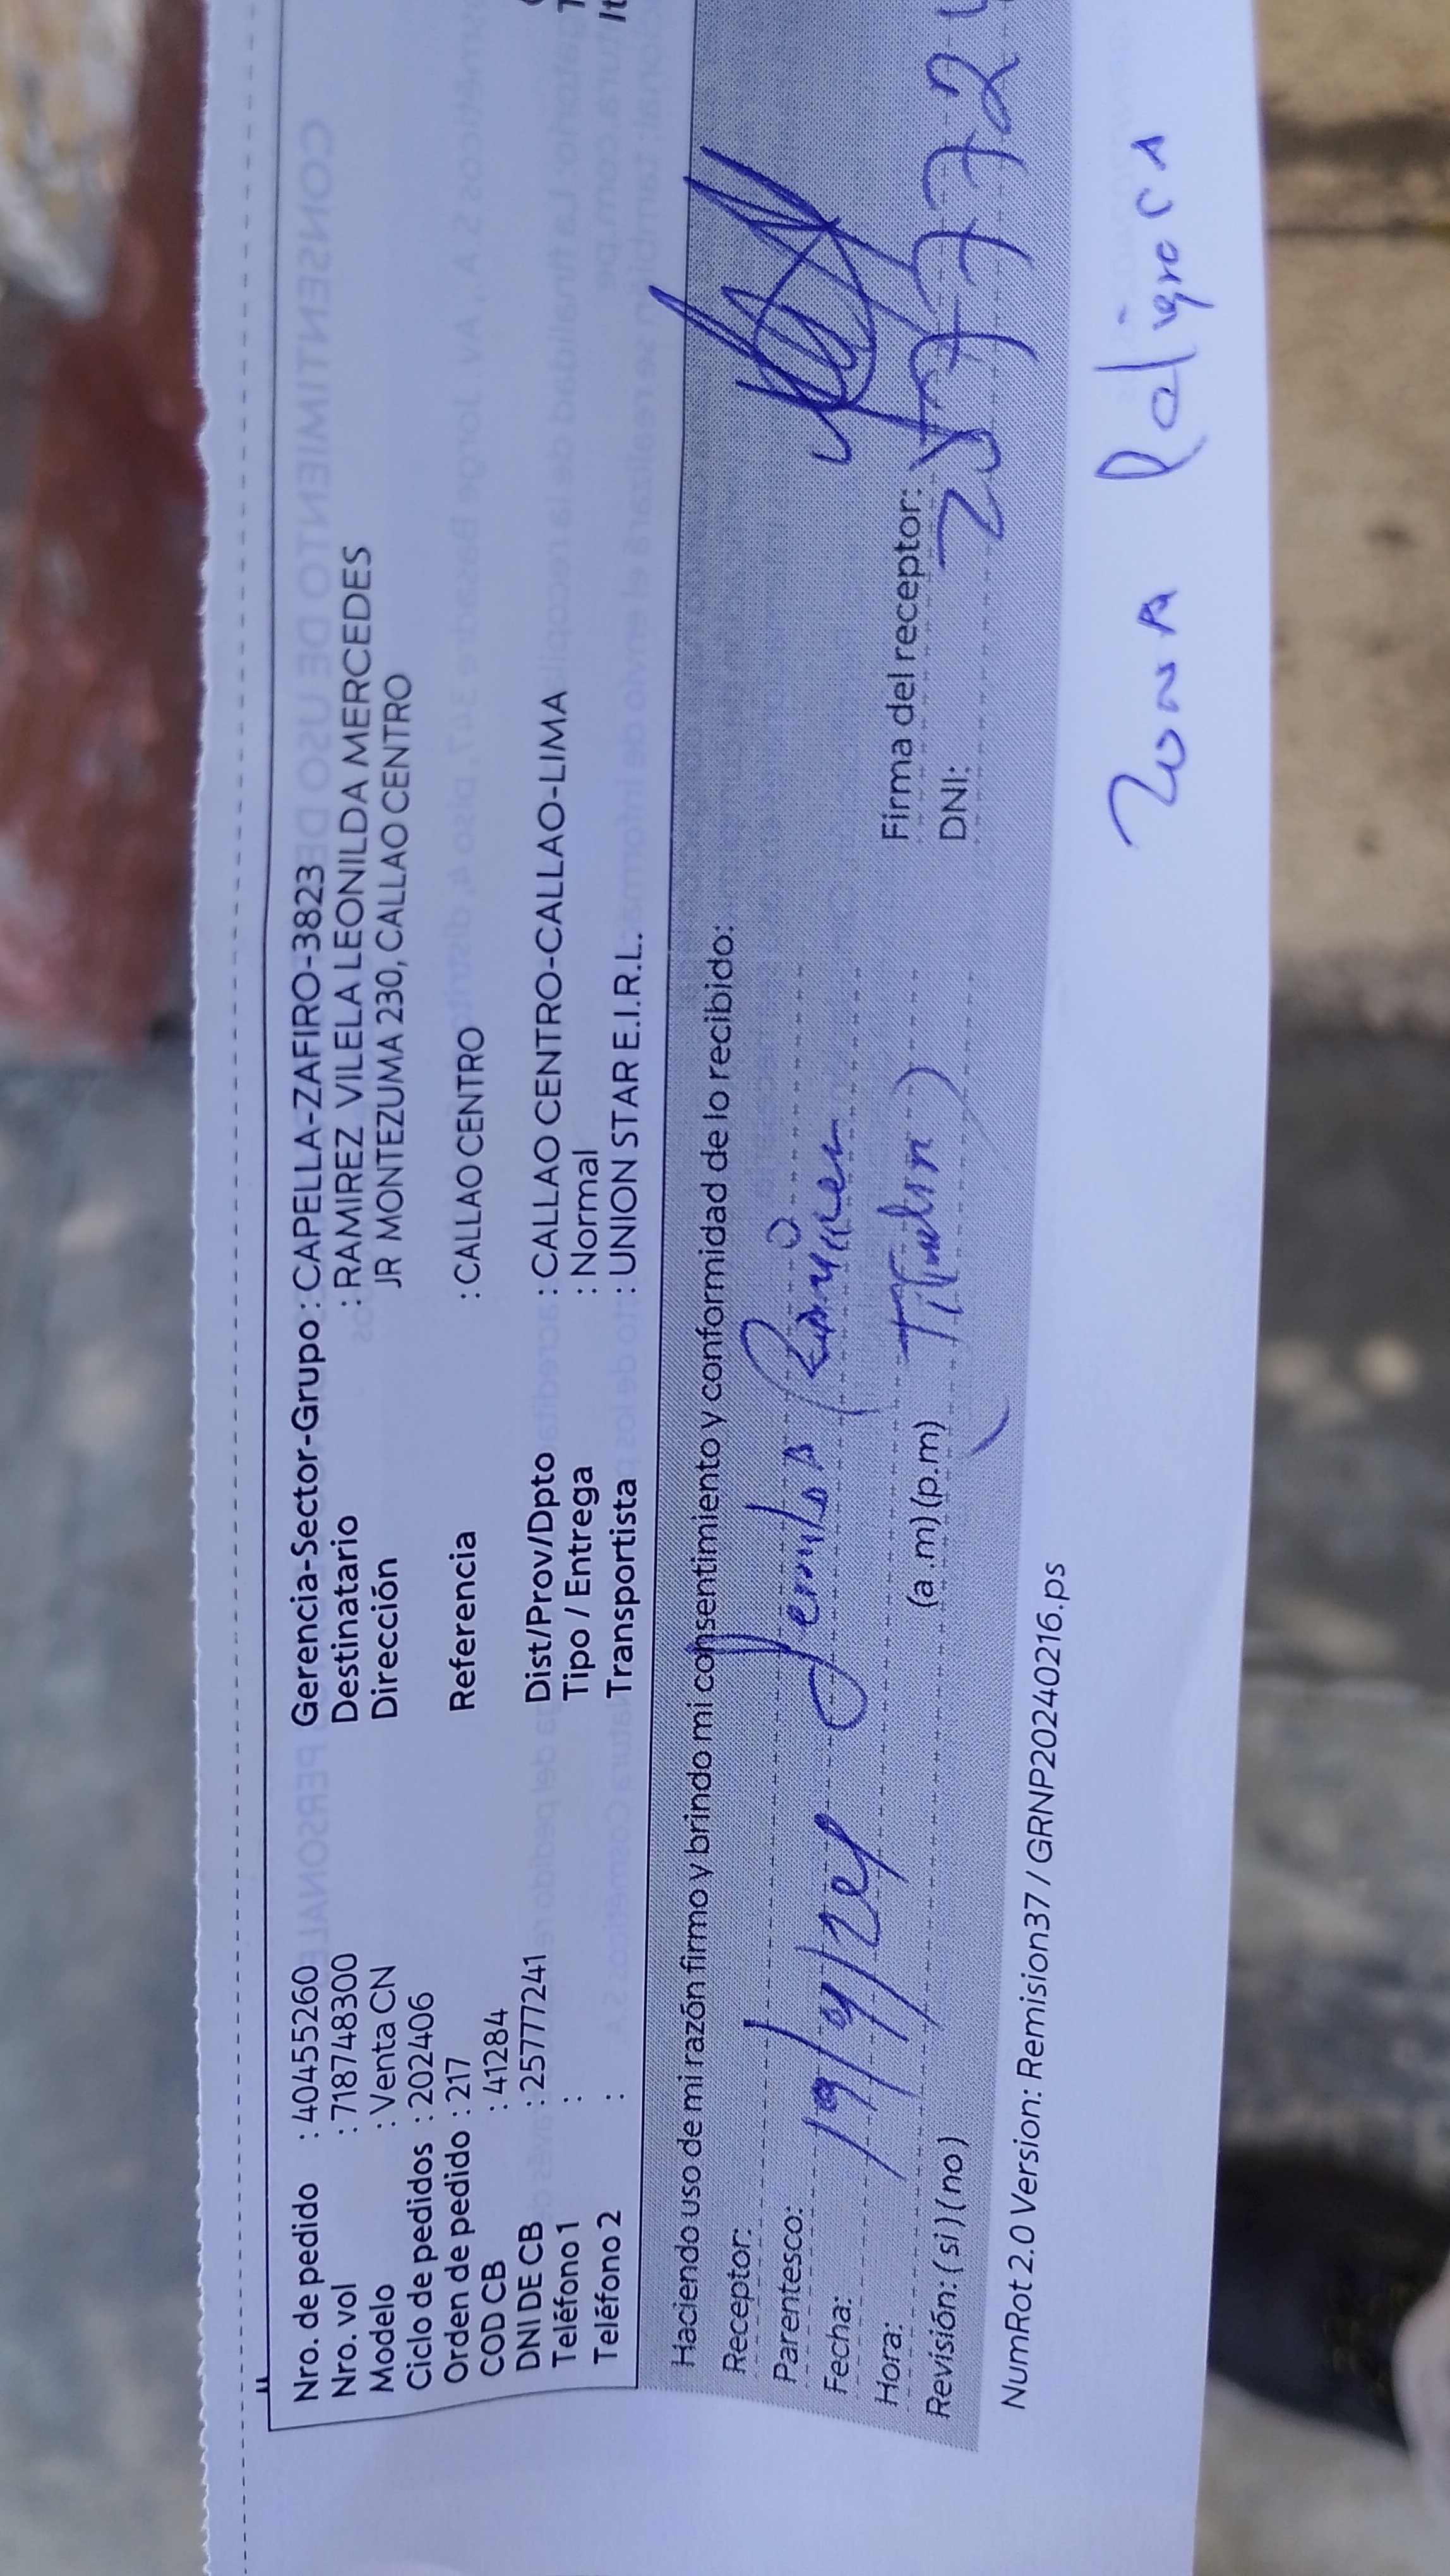 Nro. de pedido : 40455260 Gerencia-Sector-Grupo : CAPELLA-ZAFIRO-3823
Nro. vol : 718748300 Destinatario : RAMIREZ VILELA LEONILDA MERCEDES
Modelo : Venta CN Dirección JR MONTEZUMA 230, CALLAO CENTRO
Ciclo de pedidos : 202406
Orden de pedido : 217 Referencia : CALLAO CENTRO
COD CB : 41284
DNI DE CB : 25777241 Dist/Prov/Dpto : CALLAO CENTRO-CALLAO-LIMA
Teléfono 1 : Tipo / Entrega : Normal
Teléfono 2 : Transportista : UNION STAR E.I.R.L.
Haciendo uso de mi razón firmo y brindo mi consentimiento y conformidad de lo recibido:
Receptor:
Parentesco: Ramirez
Fecha: 19/4/24
Hora: (Titular) Firma del receptor:
Revisión: (si) (no) (a .m) (p.m) DNI: 257772
NumRot 2.0 Version: Remision37 / GRNP20240216.ps
Zona Peligrosa